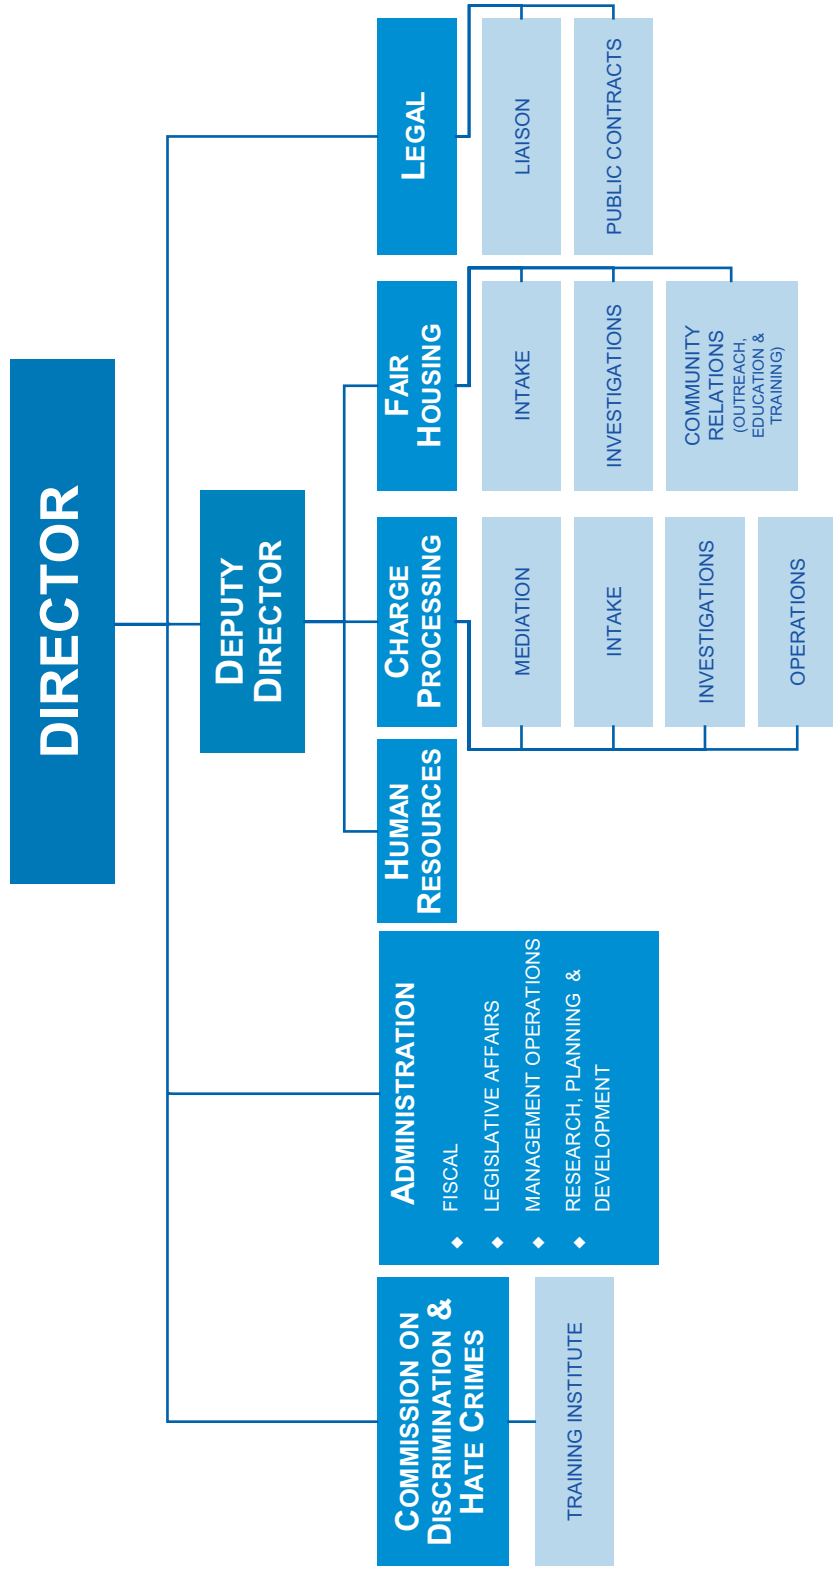 DIRECTOR
DEPUTY
DIRECTOR
COMMISSION ON
DISCRIMINATION &
HATE CRIMES
TRAINING INSTITUTE
ADMINISTRATION
◆ FISCAL
◆ LEGISLATIVE AFFAIRS
◆ MANAGEMENT OPERATIONS
◆ RESEARCH, PLANNING &
DEVELOPMENT
HUMAN
RESOURCES
CHARGE
PROCESSING
MEDIATION
INTAKE
INVESTIGATIONS
OPERATIONS
FAIR
HOUSING
INTAKE
INVESTIGATIONS
COMMUNITY
RELATIONS
(OUTREACH,
EDUCATION &
TRAINING)
LEGAL
LIAISON
PUBLIC CONTRACTS